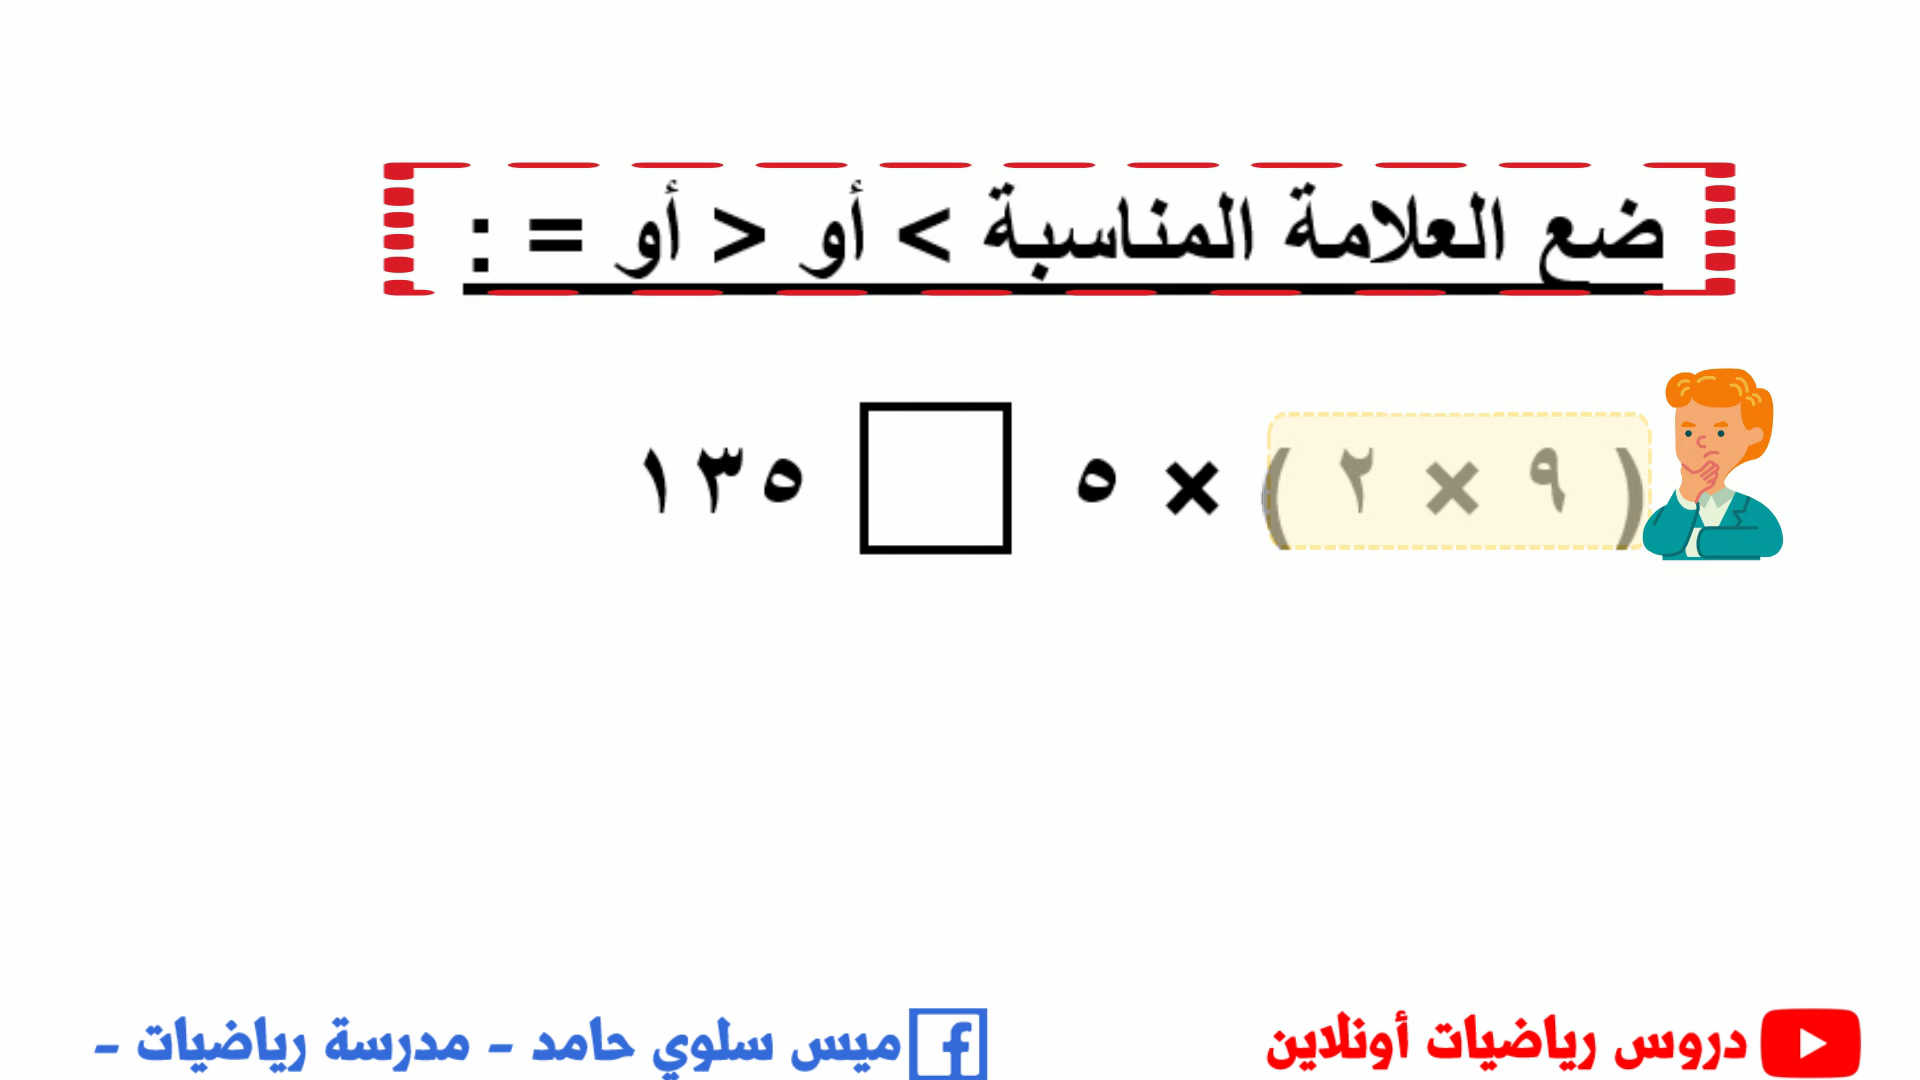 ضع العلامة المناسبة < أو > أو = :
( ٩ × ٢ ) × ٥ □ ١٣٥
دروس رياضيات أونلاين
ميس سلوي حامد - مدرسة رياضيات -